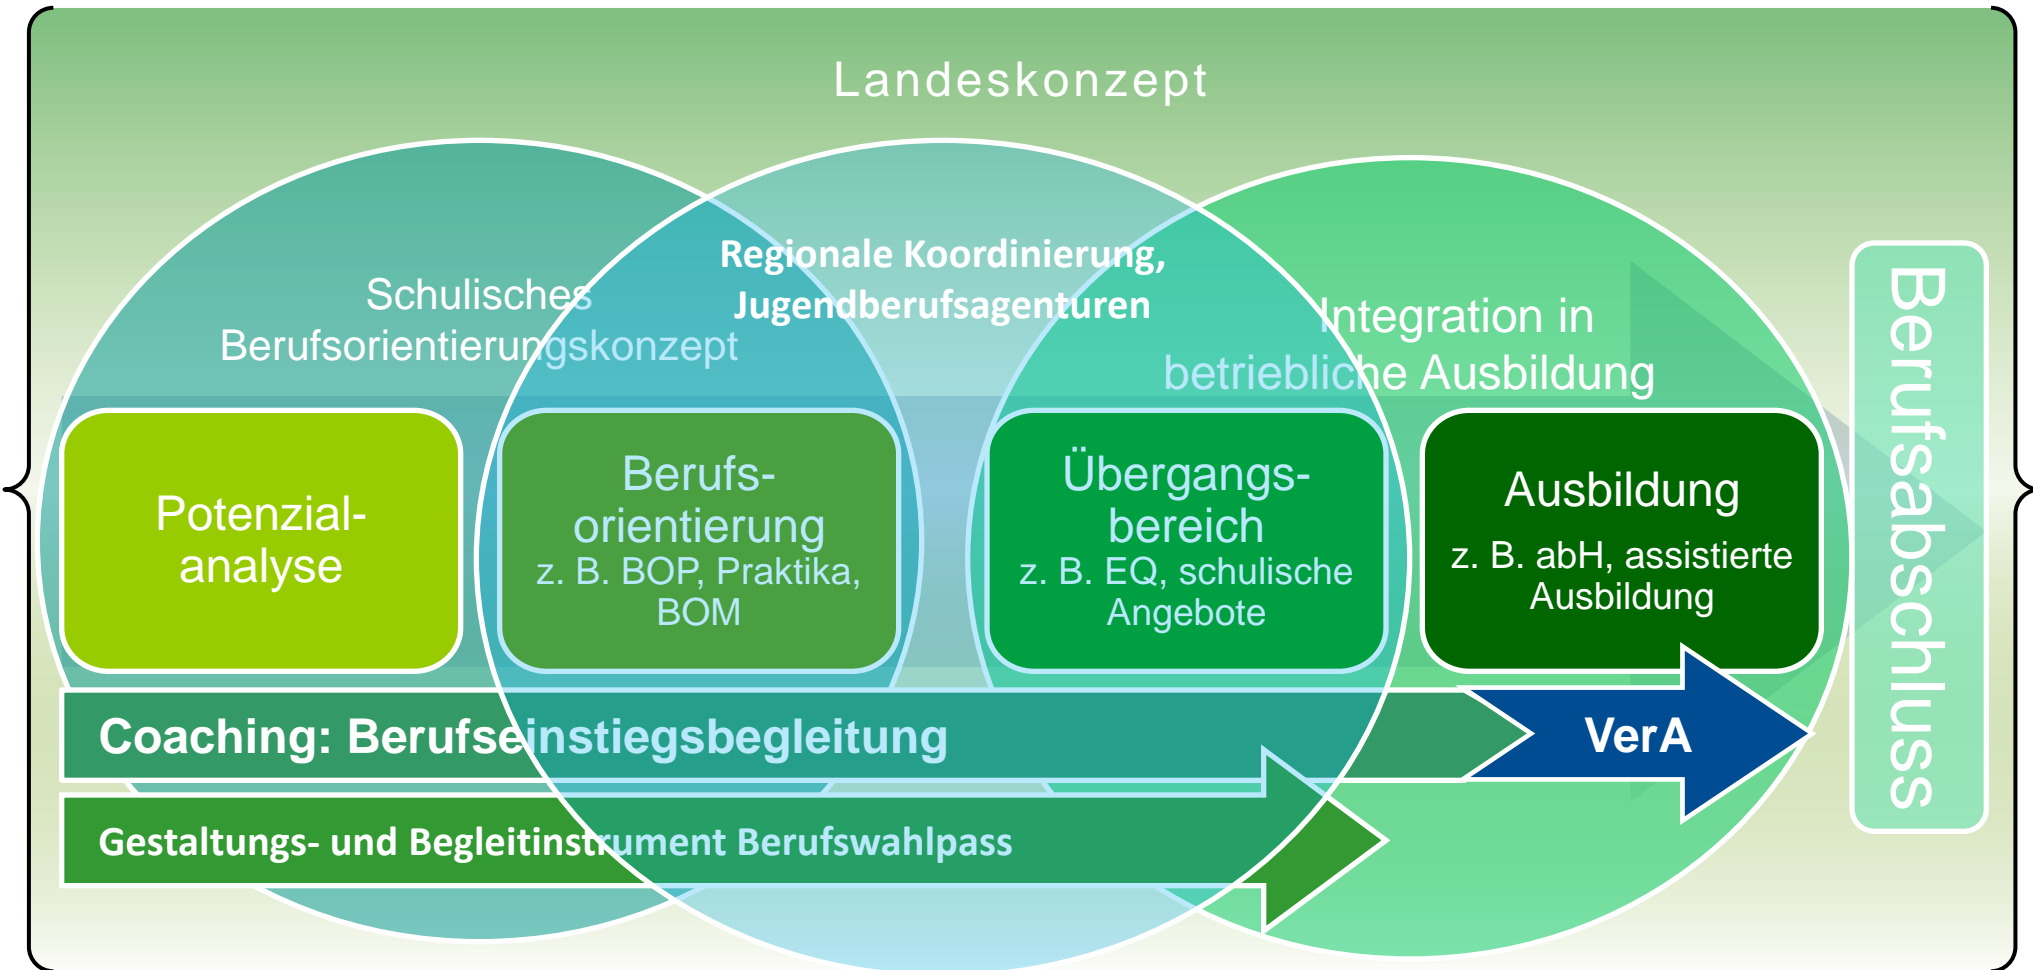 Landeskonzept
Schulisches
Berufsorientierungskonzept
Regionale Koordinierung,
Jugendberufsagenturen
Integration in
betriebliche Ausbildung
Potenzial-
analyse
Berufs-
orientierung
z. B. BOP, Praktika,
BOM
Übergangs-
bereich
z. B. EQ, schulische
Angebote
Ausbildung
z. B. abH, assistierte
Ausbildung
Berufsabschluss
Coaching: Berufseinstiegsbegleitung
VerA
Gestaltungs- und Begleitinstrument Berufswahlpass